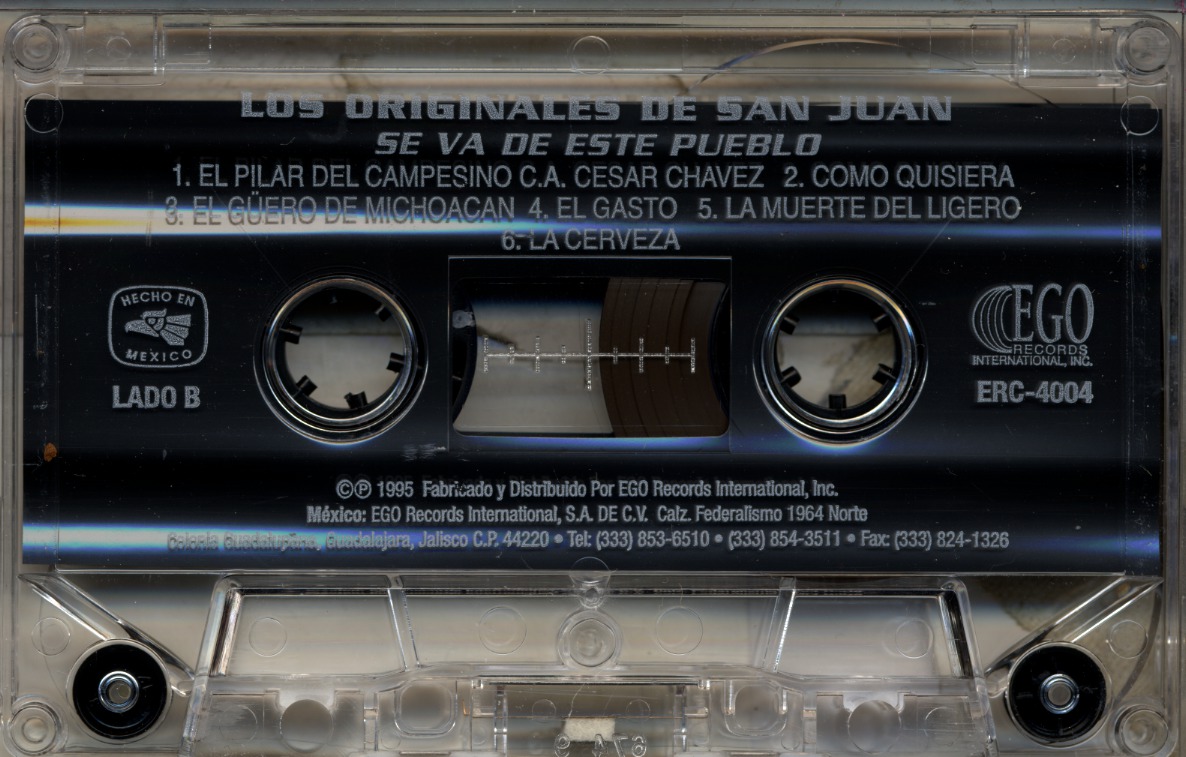 LOS ORIGINALES DE SAN JUAN
SE VA DE ESTE PUEBLO
1. EL PILAR DEL CAMPESINO C.A. CESAR CHAVEZ 2. COMO QUISIERA
3. EL GÜERO DE MICHOACAN 4. EL GASTO 5. LA MUERTE DEL LIGERO
6. LA CERVEZA
HECHO EN
MEXICO
LADO B
EGO
RECORDS
INTERNATIONAL, INC.
ERC-4004
©℗ 1995 Fabricado y Distribuido Por EGO Records International, Inc.
México: EGO Records International, S.A. DE C.V. Calz. Federalismo 1964 Norte
Colonia Guadalupana, Guadalajara, Jalisco C.P. 44220 • Tel: (333) 853-6510 • (333) 854-3511 • Fax: (333) 824-1326